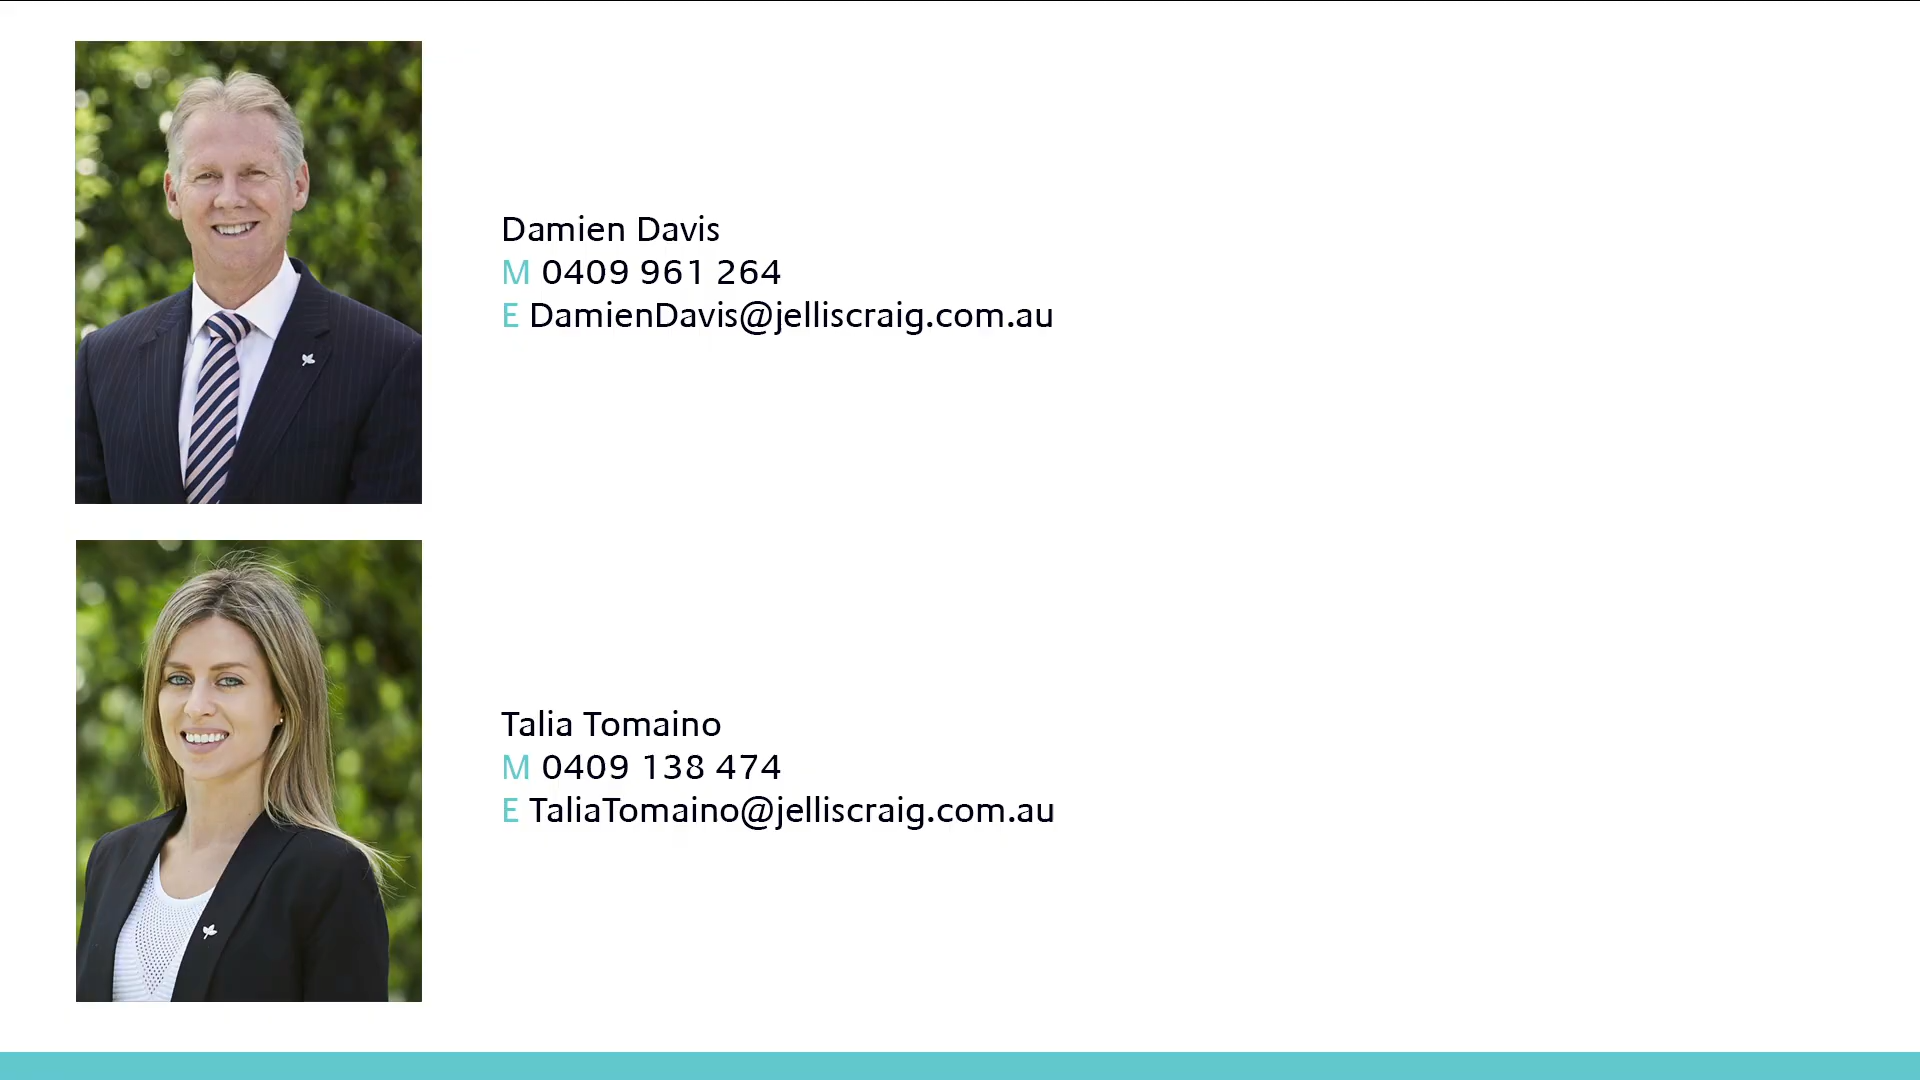 Damien Davis
M 0409 961 264
E DamienDavis@jelliscraig.com.au
Talia Tomaino
M 0409 138 474
E TaliaTomaino@jelliscraig.com.au